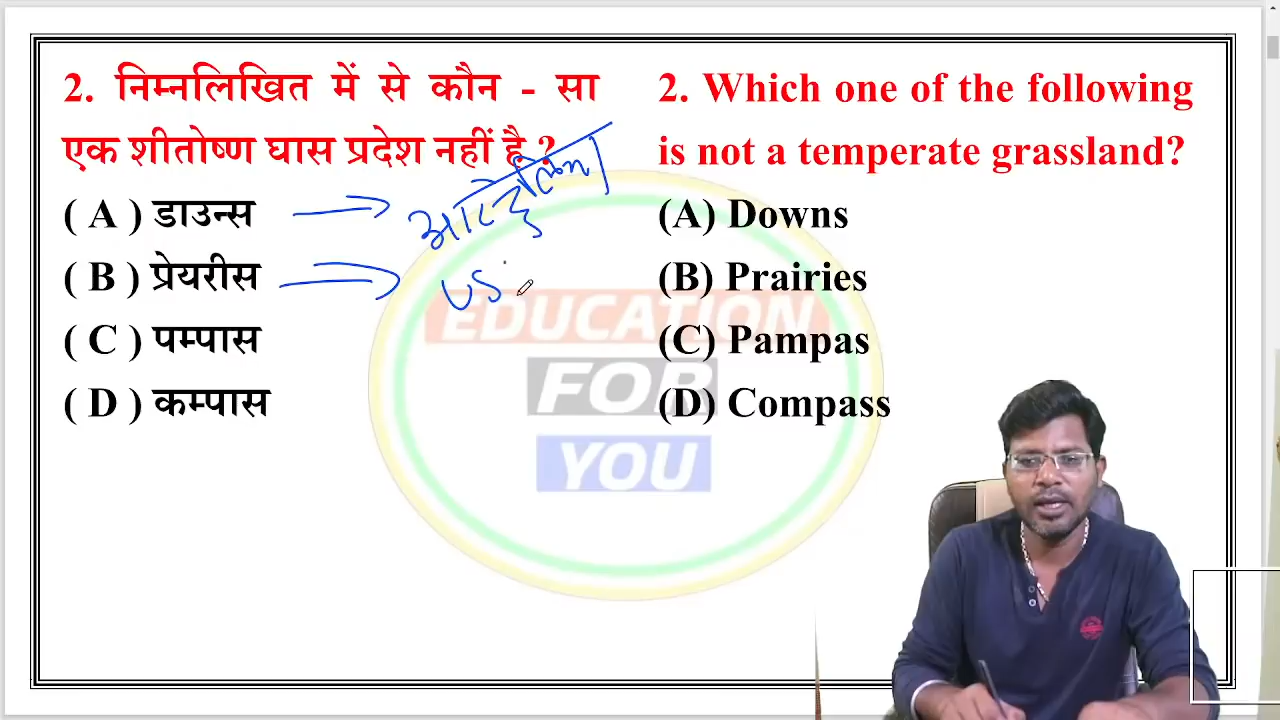 2. निम्नलिखित में से कौन - सा
एक शीतोष्ण घास प्रदेश नहीं है ?
( A ) डाउन्स
( B ) प्रेयरीस
( C ) पम्पास
( D ) कम्पास
US
2. Which one of the following
is not a temperate grassland?
(A) Downs
(B) Prairies
(C) Pampas
(D) Compass
EDUCATION
FOR
YOU